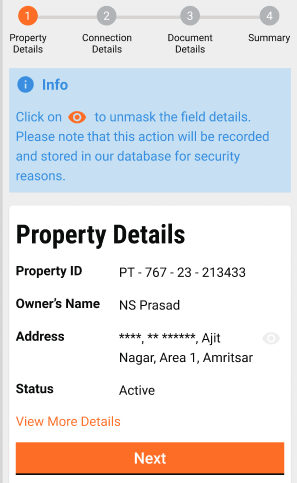 1 2 3 4
Property Details
Connection Details
Document Details
Summary
Info
Click on to unmask the field details.
Please note that this action will be recorded
and stored in our database for security
reasons.
Property Details
Property ID PT - 767 - 23 - 213433
Owner's Name NS Prasad
Address ****, ** ******, Ajit
Nagar, Area 1, Amritsar
Status Active
View More Details
Next